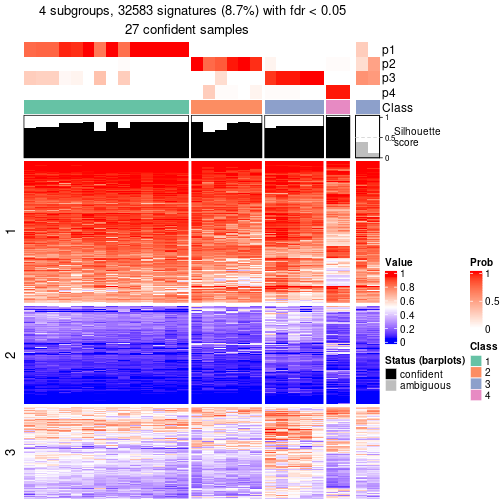 4 subgroups, 32583 signatures (8.7%) with fdr < 0.05
27 confident samples
p1
p2
p3
p4
Class
1
0.5
0
Silhouette
score
1
2
3
Value
1
0.8
0.6
0.4
0.2
0
Prob
1
0.5
0
Status (barplots)
confident
ambiguous
Class
1
2
3
4